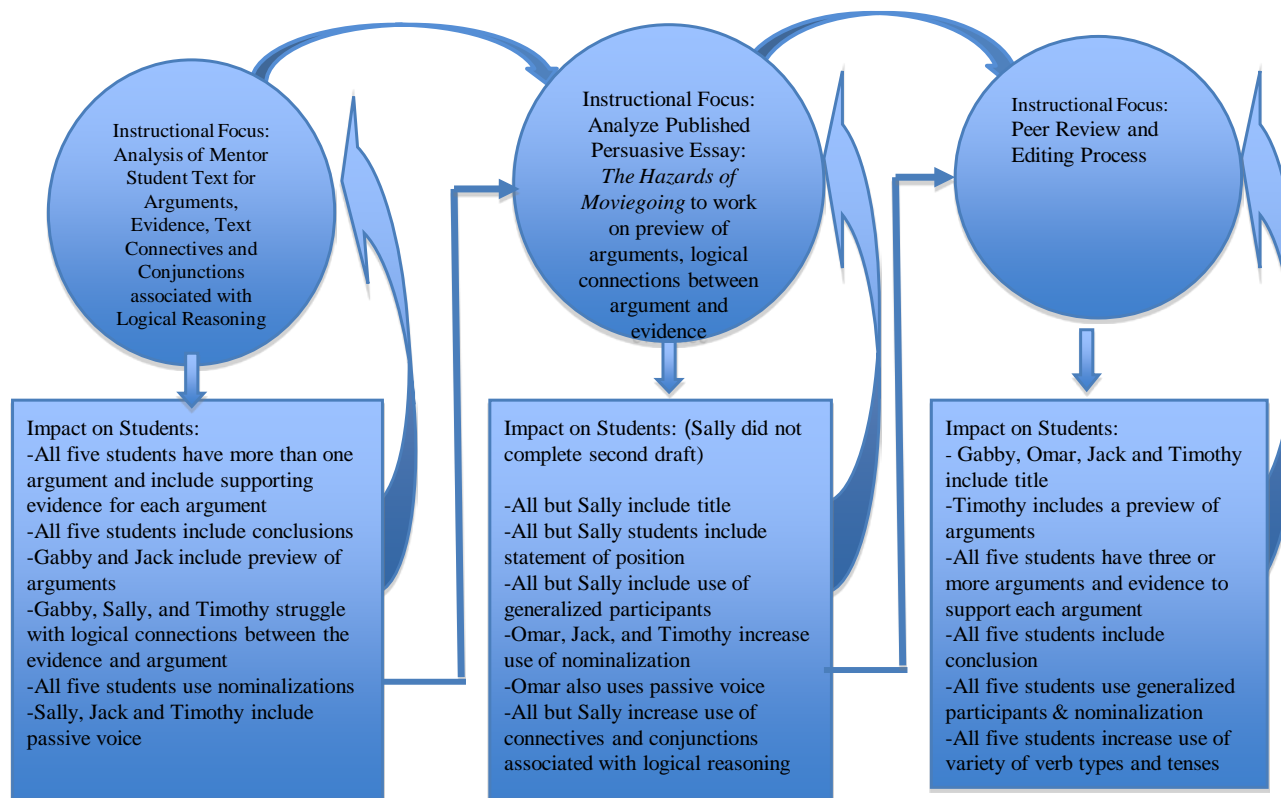 Instructional Focus:
Analysis of Mentor
Student Text for
Arguments,
Evidence, Text
Connectives and
Conjunctions
associated with
Logical Reasoning
Instructional Focus:
Analyze Published
Persuasive Essay:
The Hazards of
Moviegoing to work
on preview of
arguments, logical
connections between
argument and
evidence
Instructional Focus:
Peer Review and
Editing Process
Impact on Students:
-All five students have more than one
argument and include supporting
evidence for each argument
-All five students include conclusions
-Gabby and Jack include preview of
arguments
-Gabby, Sally, and Timothy struggle
with logical connections between the
evidence and argument
-All five students use nominalizations
-Sally, Jack and Timothy include
passive voice
Impact on Students: (Sally did not
complete second draft)
-All but Sally include title
-All but Sally students include
statement of position
-All but Sally include use of
generalized participants
-Omar, Jack, and Timothy increase
use of nominalization
-Omar also uses passive voice
-All but Sally increase use of
connectives and conjunctions
associated with logical reasoning
Impact on Students:
- Gabby, Omar, Jack and Timothy
include title
-Timothy includes a preview of
arguments
-All five students have three or
more arguments and evidence to
support each argument
-All five students include
conclusion
-All five students use generalized
participants & nominalization
-All five students increase use of
variety of verb types and tenses